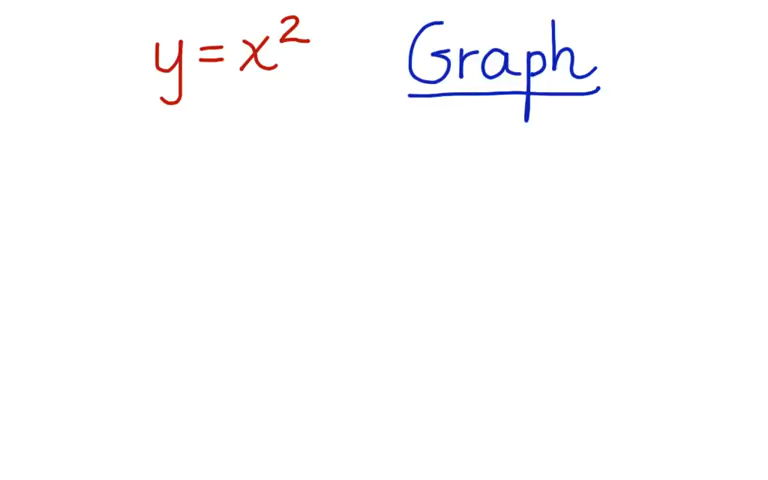 y = x² Graph